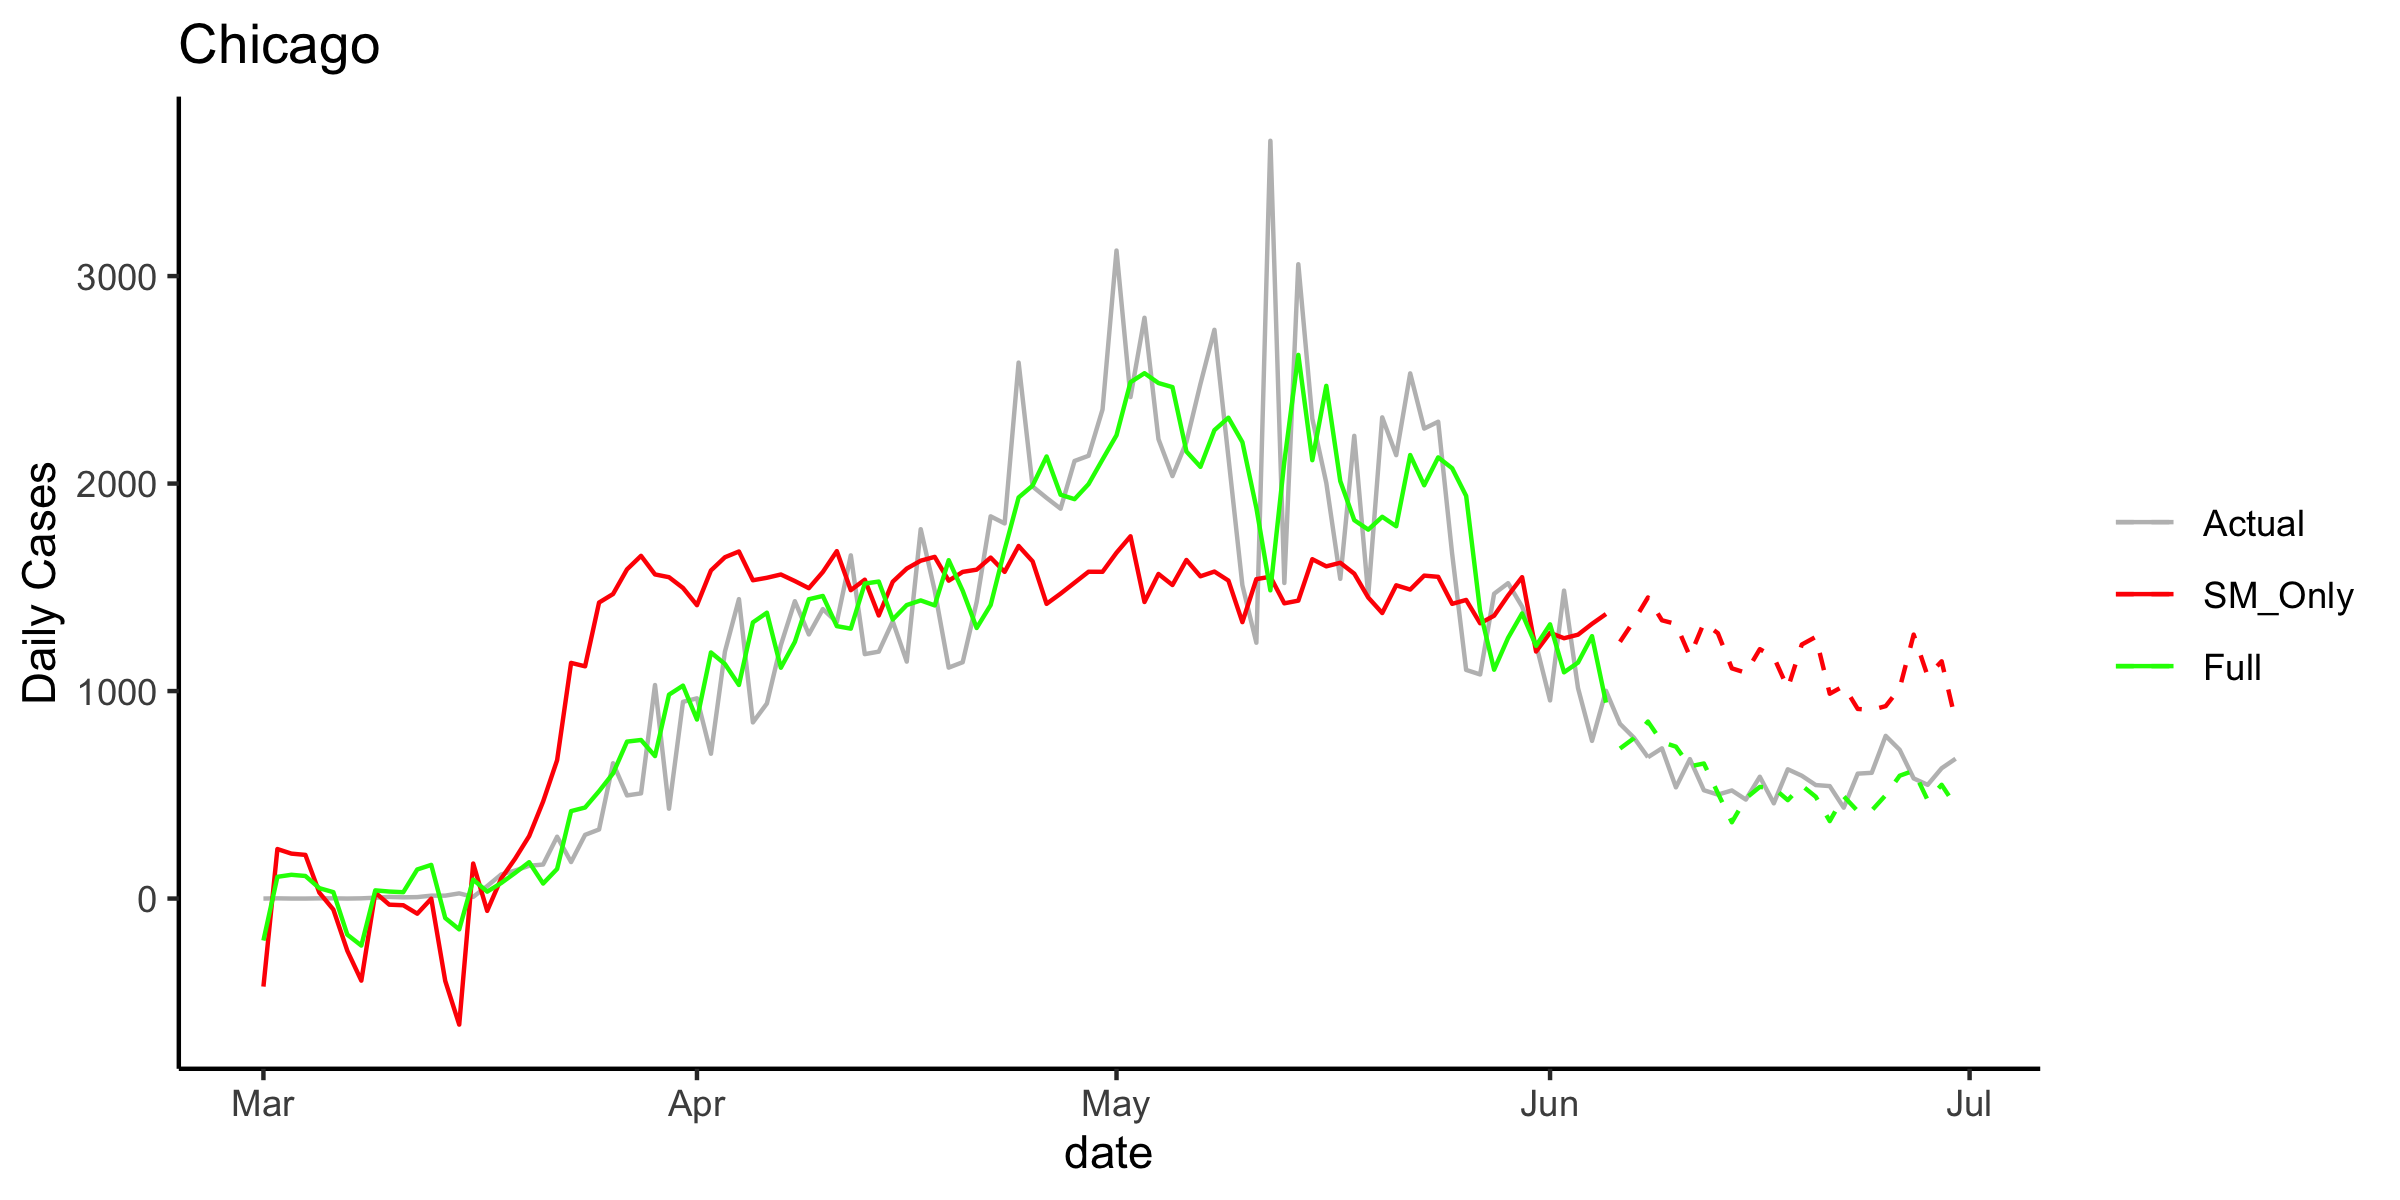 Chicago
Daily Cases
3000
2000
1000
0
Mar Apr May Jun Jul
date
Actual
SM_Only
Full